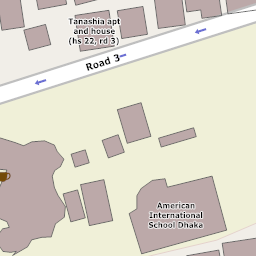 Tanashia apt
and house
(hs 22, rd 3)
Road 3
American
International
School Dhaka